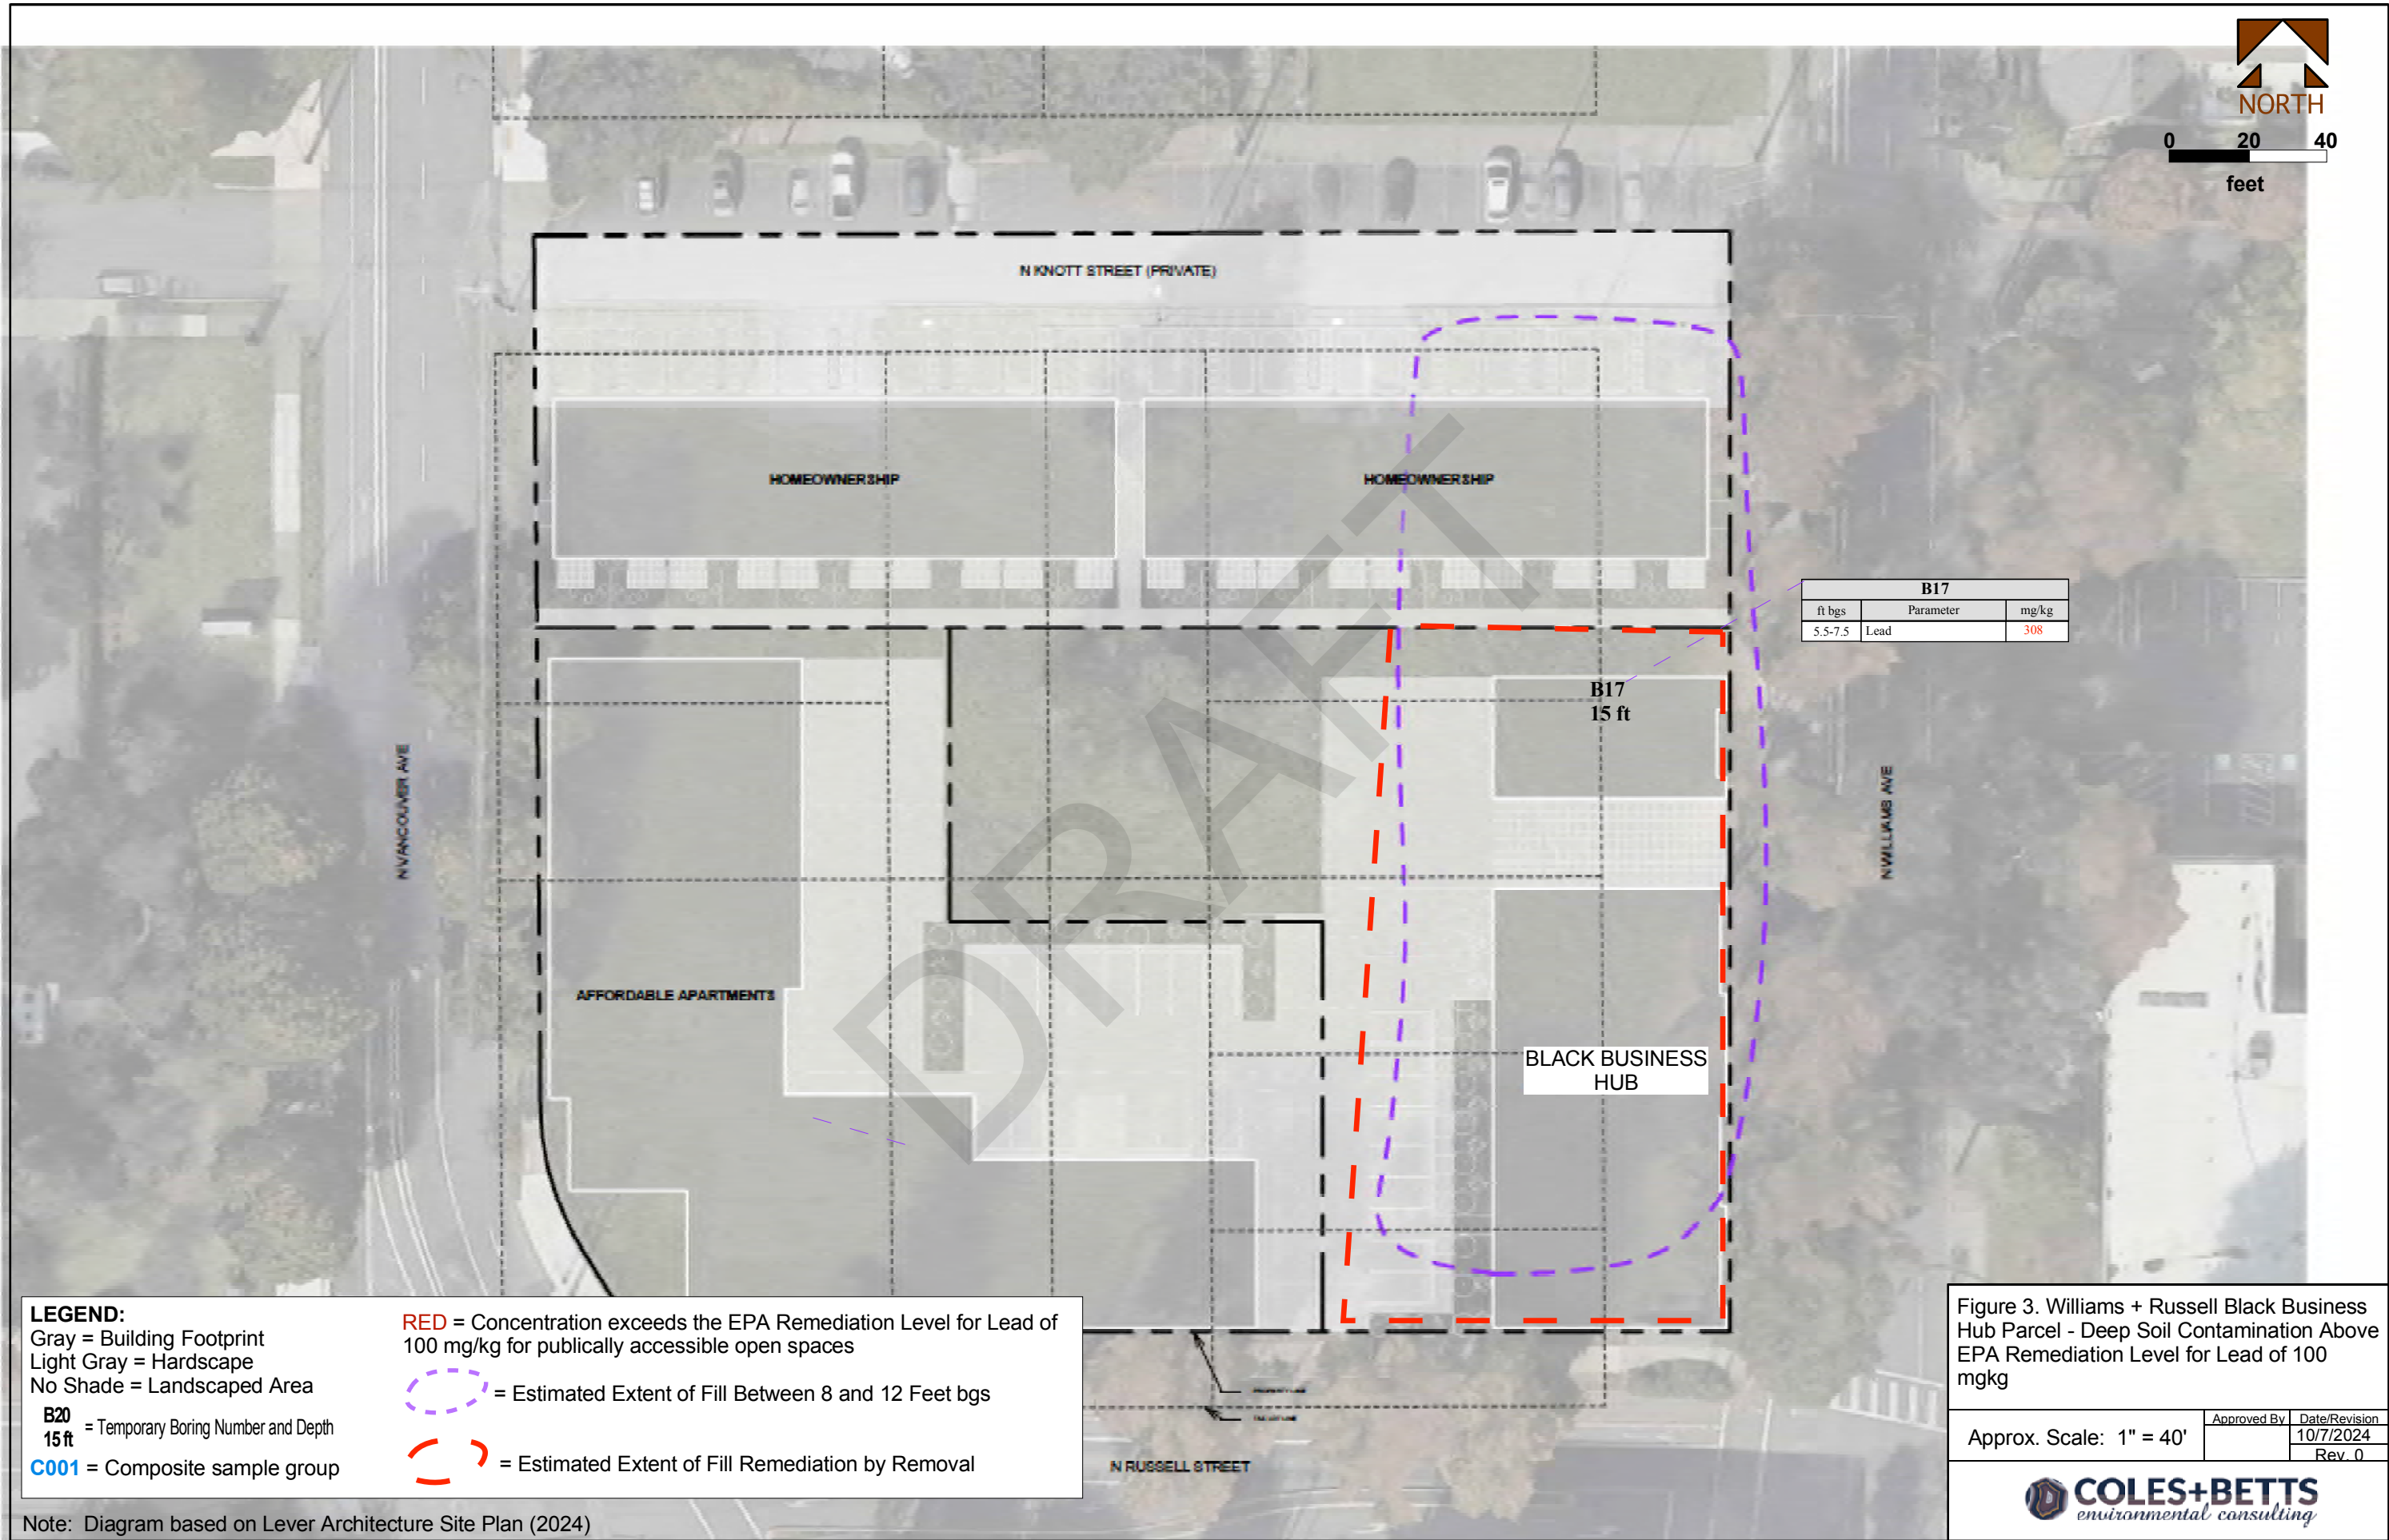 NORTH
0 20 40
feet
N KNOTT STREET (PRIVATE)
HOMEOWNERSHIP
HOMEOWNERSHIP
B17
ft bgs Parameter mg/kg
5.5-7.5 Lead 308
B17
15 ft
N VANCOUVER AVE
N WILLIAMS AVE
DRAFT
AFFORDABLE APARTMENTS
BLACK BUSINESS
HUB
N RUSSELL STREET
LEGEND:
Gray = Building Footprint
Light Gray = Hardscape
No Shade = Landscaped Area
B20
15 ft = Temporary Boring Number and Depth
C001 = Composite sample group
RED = Concentration exceeds the EPA Remediation Level for Lead of
100 mg/kg for publically accessible open spaces
= Estimated Extent of Fill Between 8 and 12 Feet bgs
= Estimated Extent of Fill Remediation by Removal
Note: Diagram based on Lever Architecture Site Plan (2024)
Figure 3. Williams + Russell Black Business
Hub Parcel - Deep Soil Contamination Above
EPA Remediation Level for Lead of 100
mgkg
Approx. Scale: 1" = 40'
Approved By Date/Revision
10/7/2024
Rev. 0
COLES+BETTS
environmental consulting